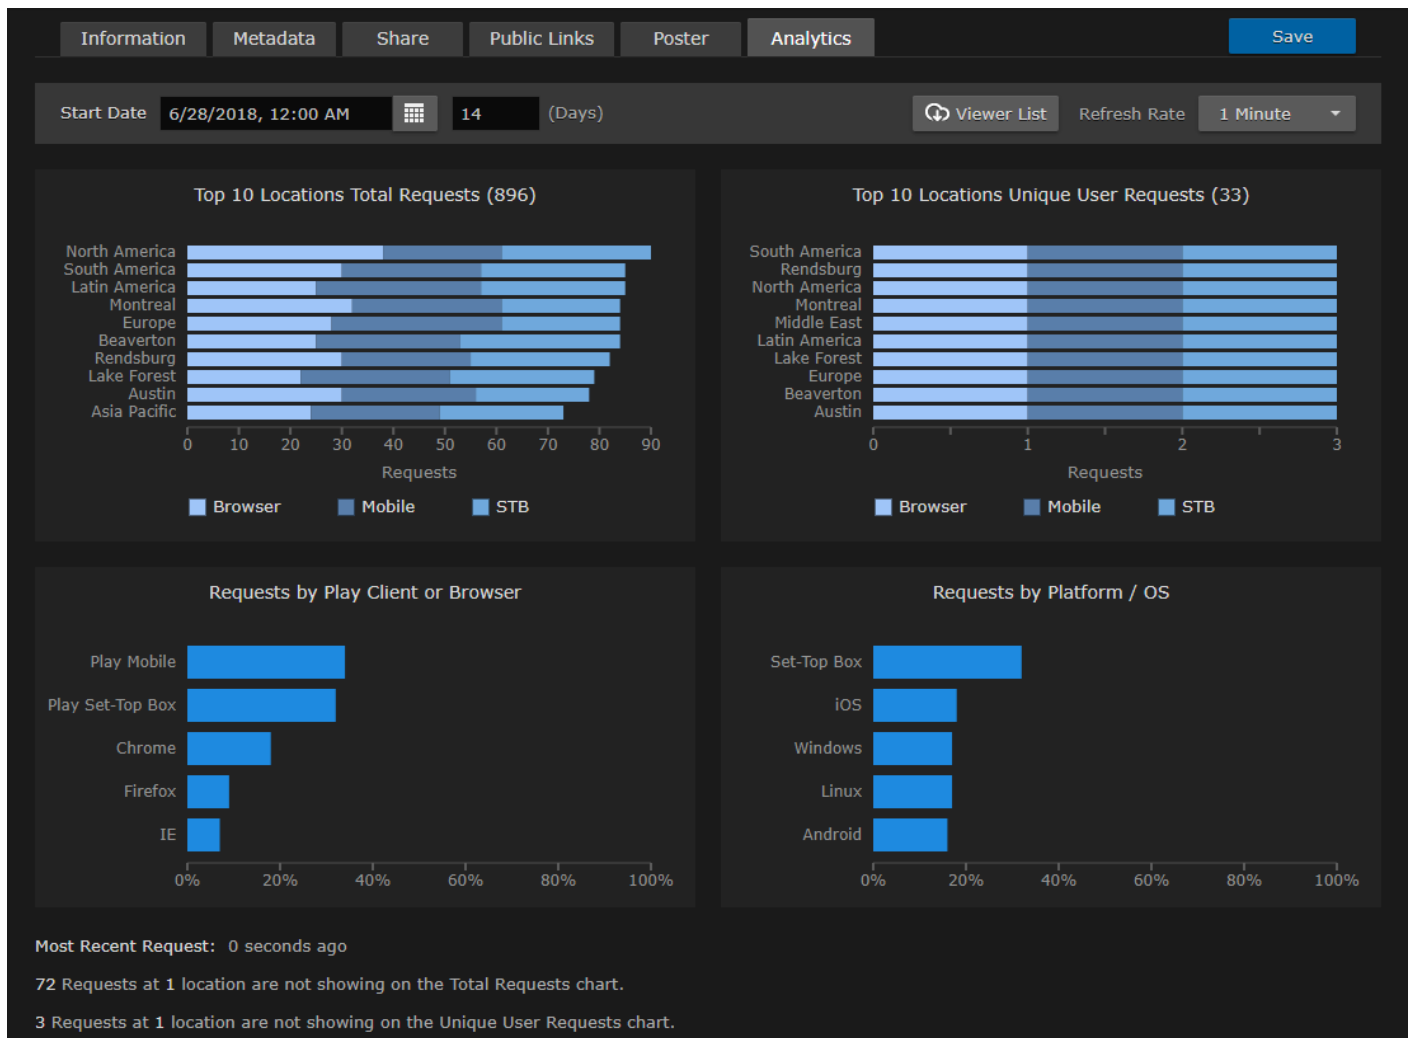 Information Metadata Share Public Links Poster Analytics Save
Start Date 6/28/2018, 12:00 AM 14 (Days) Viewer List Refresh Rate 1 Minute
Top 10 Locations Total Requests (896)
North America
South America
Latin America
Montreal
Europe
Beaverton
Rendsburg
Lake Forest
Austin
Asia Pacific
0 10 20 30 40 50 60 70 80 90
Requests
Browser Mobile STB
Top 10 Locations Unique User Requests (33)
South America
Rendsburg
North America
Montreal
Middle East
Latin America
Lake Forest
Europe
Beaverton
Austin
0 1 2 3
Requests
Browser Mobile STB
Requests by Play Client or Browser
Play Mobile
Play Set-Top Box
Chrome
Firefox
IE
0% 20% 40% 60% 80% 100%
Requests by Platform / OS
Set-Top Box
iOS
Windows
Linux
Android
0% 20% 40% 60% 80% 100%
Most Recent Request: 0 seconds ago
72 Requests at 1 location are not showing on the Total Requests chart.
3 Requests at 1 location are not showing on the Unique User Requests chart.